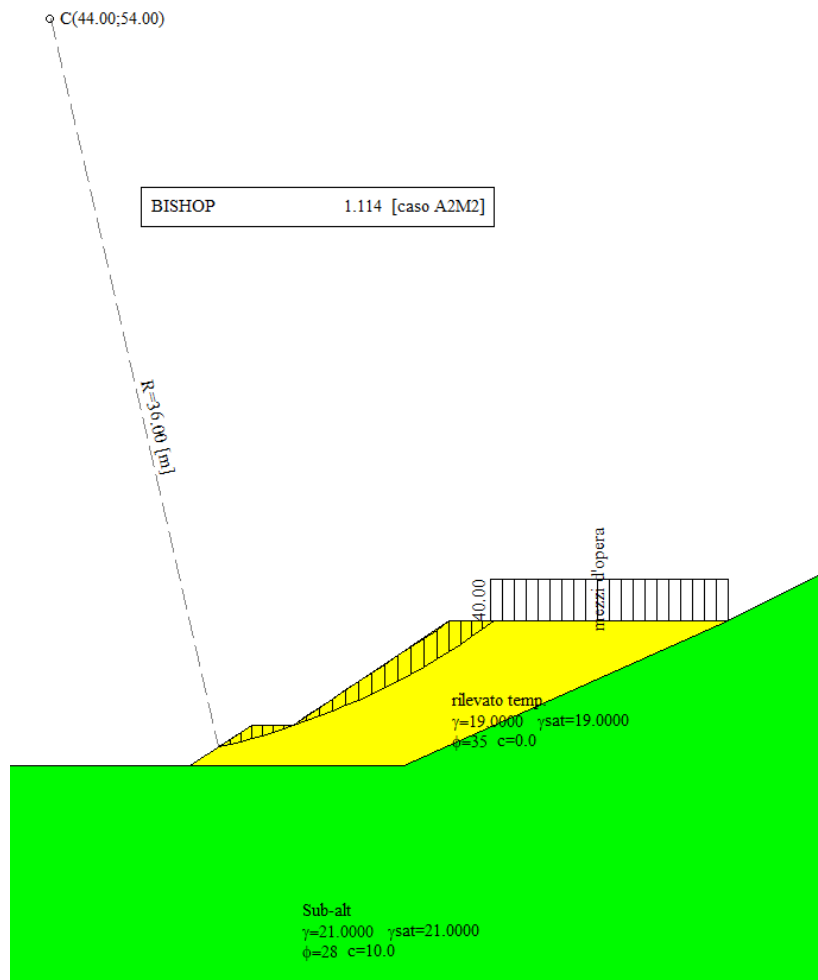 C(44.00;54.00)
BISHOP 1.114 [caso A2M2]
R=36.00 [m]
40.00
mezzi d'opera
rilevato temp.
γ=19.0000 γsat=19.0000
ϕ=35 c=0.0
Sub-alt
γ=21.0000 γsat=21.0000
ϕ=28 c=10.0